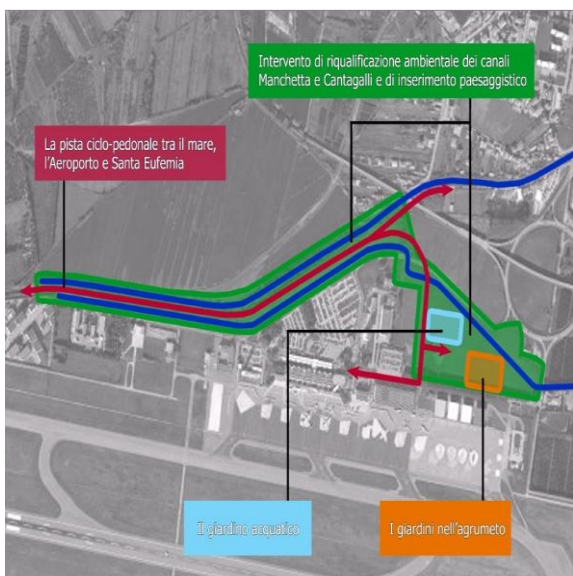 Intervento di riqualificazione ambientale dei canali
Manchetta e Cantagalli e di inserimento paesaggistico
La pista ciclo-pedonale tra il mare,
l'Aeroporto e Santa Eufemia
Il giardino acquatico
I giardini nell'agrumeto